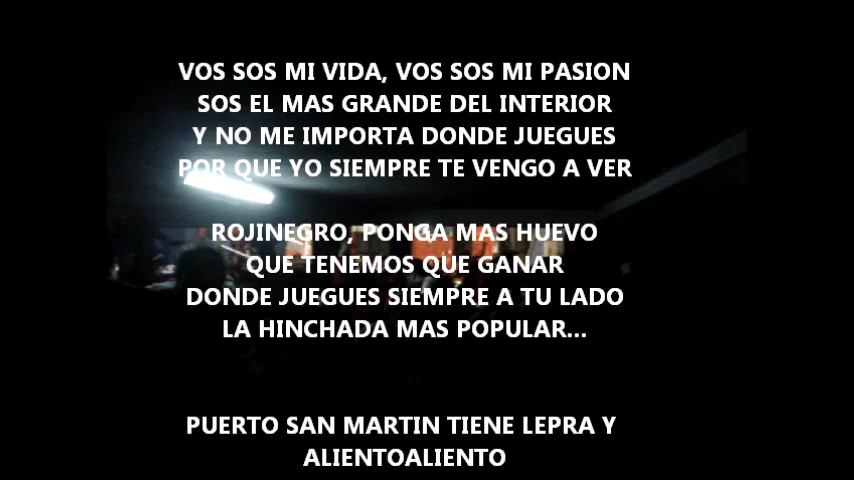 VOS SOS MI VIDA, VOS SOS MI PASION
SOS EL MAS GRANDE DEL INTERIOR
Y NO ME IMPORTA DONDE JUEGUES
POR QUE YO SIEMPRE TE VENGO A VER
ROJINEGRO, PONGA MAS HUEVO
QUE TENEMOS QUE GANAR
DONDE JUEGUES SIEMPRE A TU LADO
LA HINCHADA MAS POPULAR...
PUERTO SAN MARTIN TIENE LEPRA Y
ALIENTOALIENTO